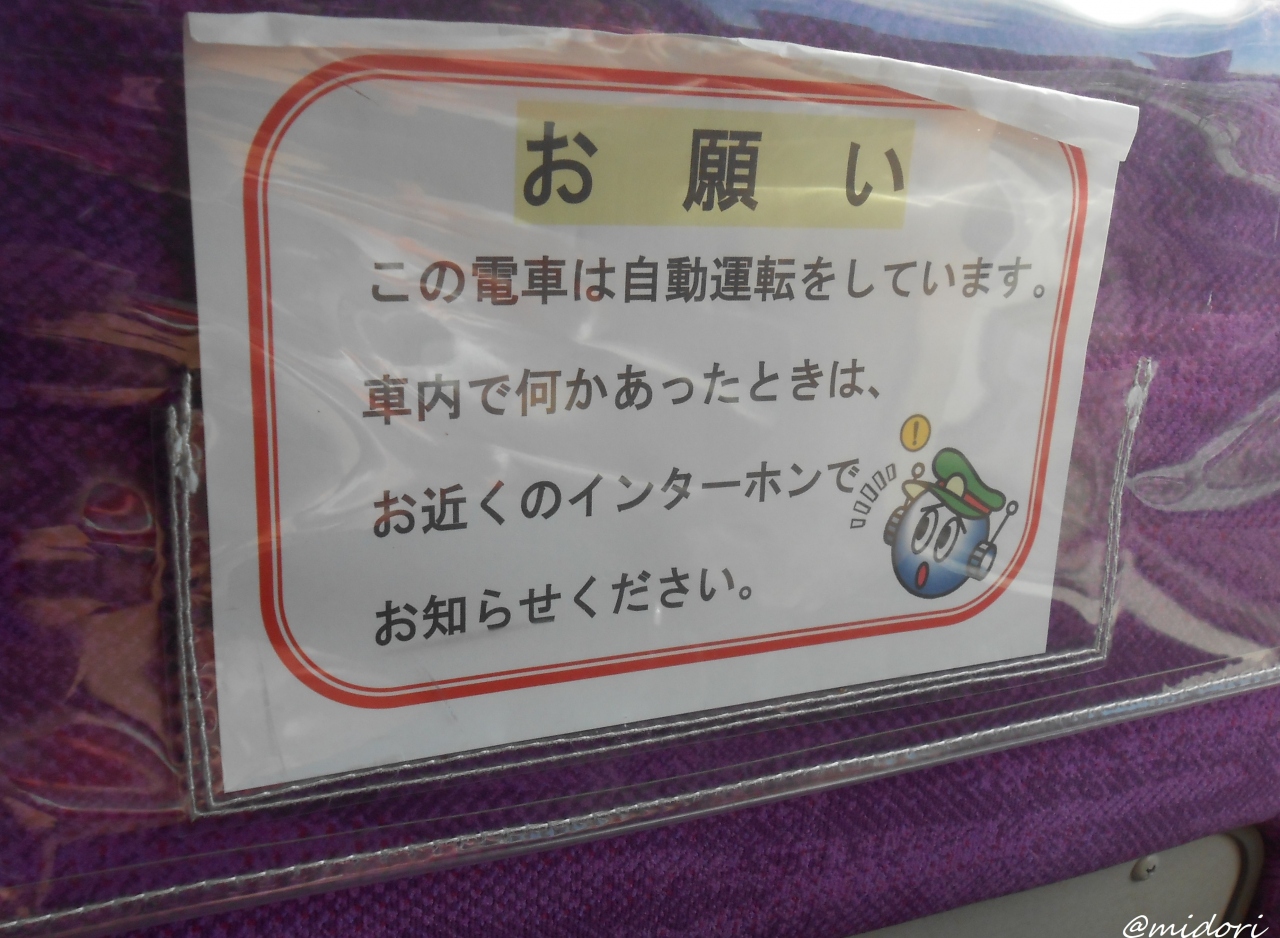 お願い
この電車は自動運転をしています。
車内で何かあったときは、
お近くのインターホンで
お知らせください。
!
@midori